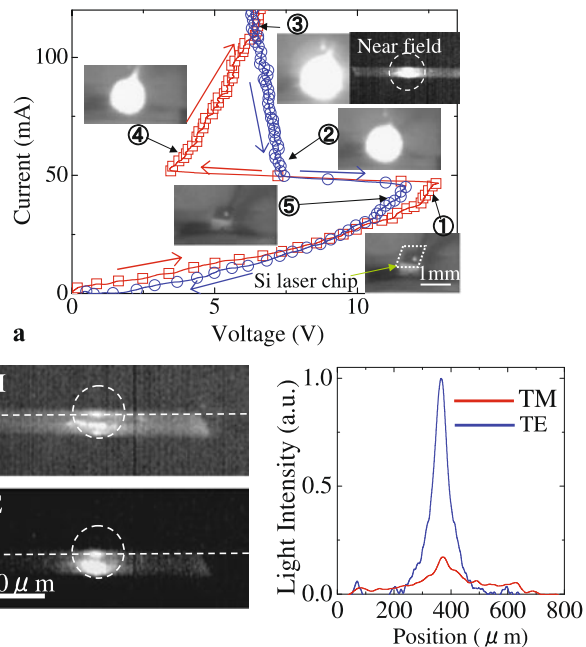 100
50
0
Current (mA)
③
Near field
④
②
⑤
①
Si laser chip
1mm
0
5
10
Voltage (V)
a
1.0
0.5
0.0
Light Intensity (a.u.)
TM
TE
0
200
400
600
800
Position ( μ m)
0 μ m